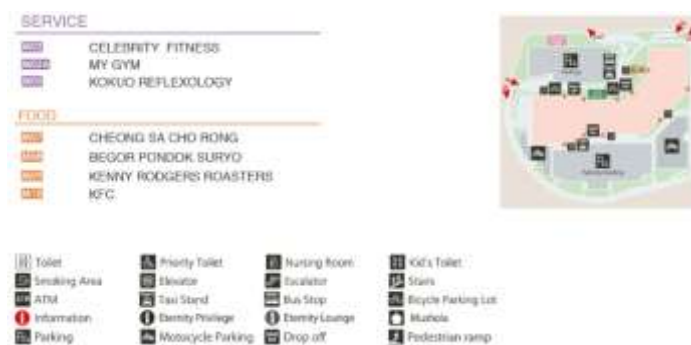 SERVICE
CELEBRITY FITNESS
MY GYM
KOKUO REFLEXOLOGY
FOOD
CHEONG SA CHO RONG
BEGOR PONDOK SURYO
KENNY RODGERS ROASTERS
KFC
Toilet
Priority Toilet
Nursing Room
Kid's Toilet
Smoking Area
Elevator
Escalator
Stairs
ATM
Taxi Stand
Bus Stop
Bicycle Parking Lot
Information
Eternity Privilege
Eternity Lounge
Mushola
Parking
Motocycle Parking
Drop off
Pedestrian ramp